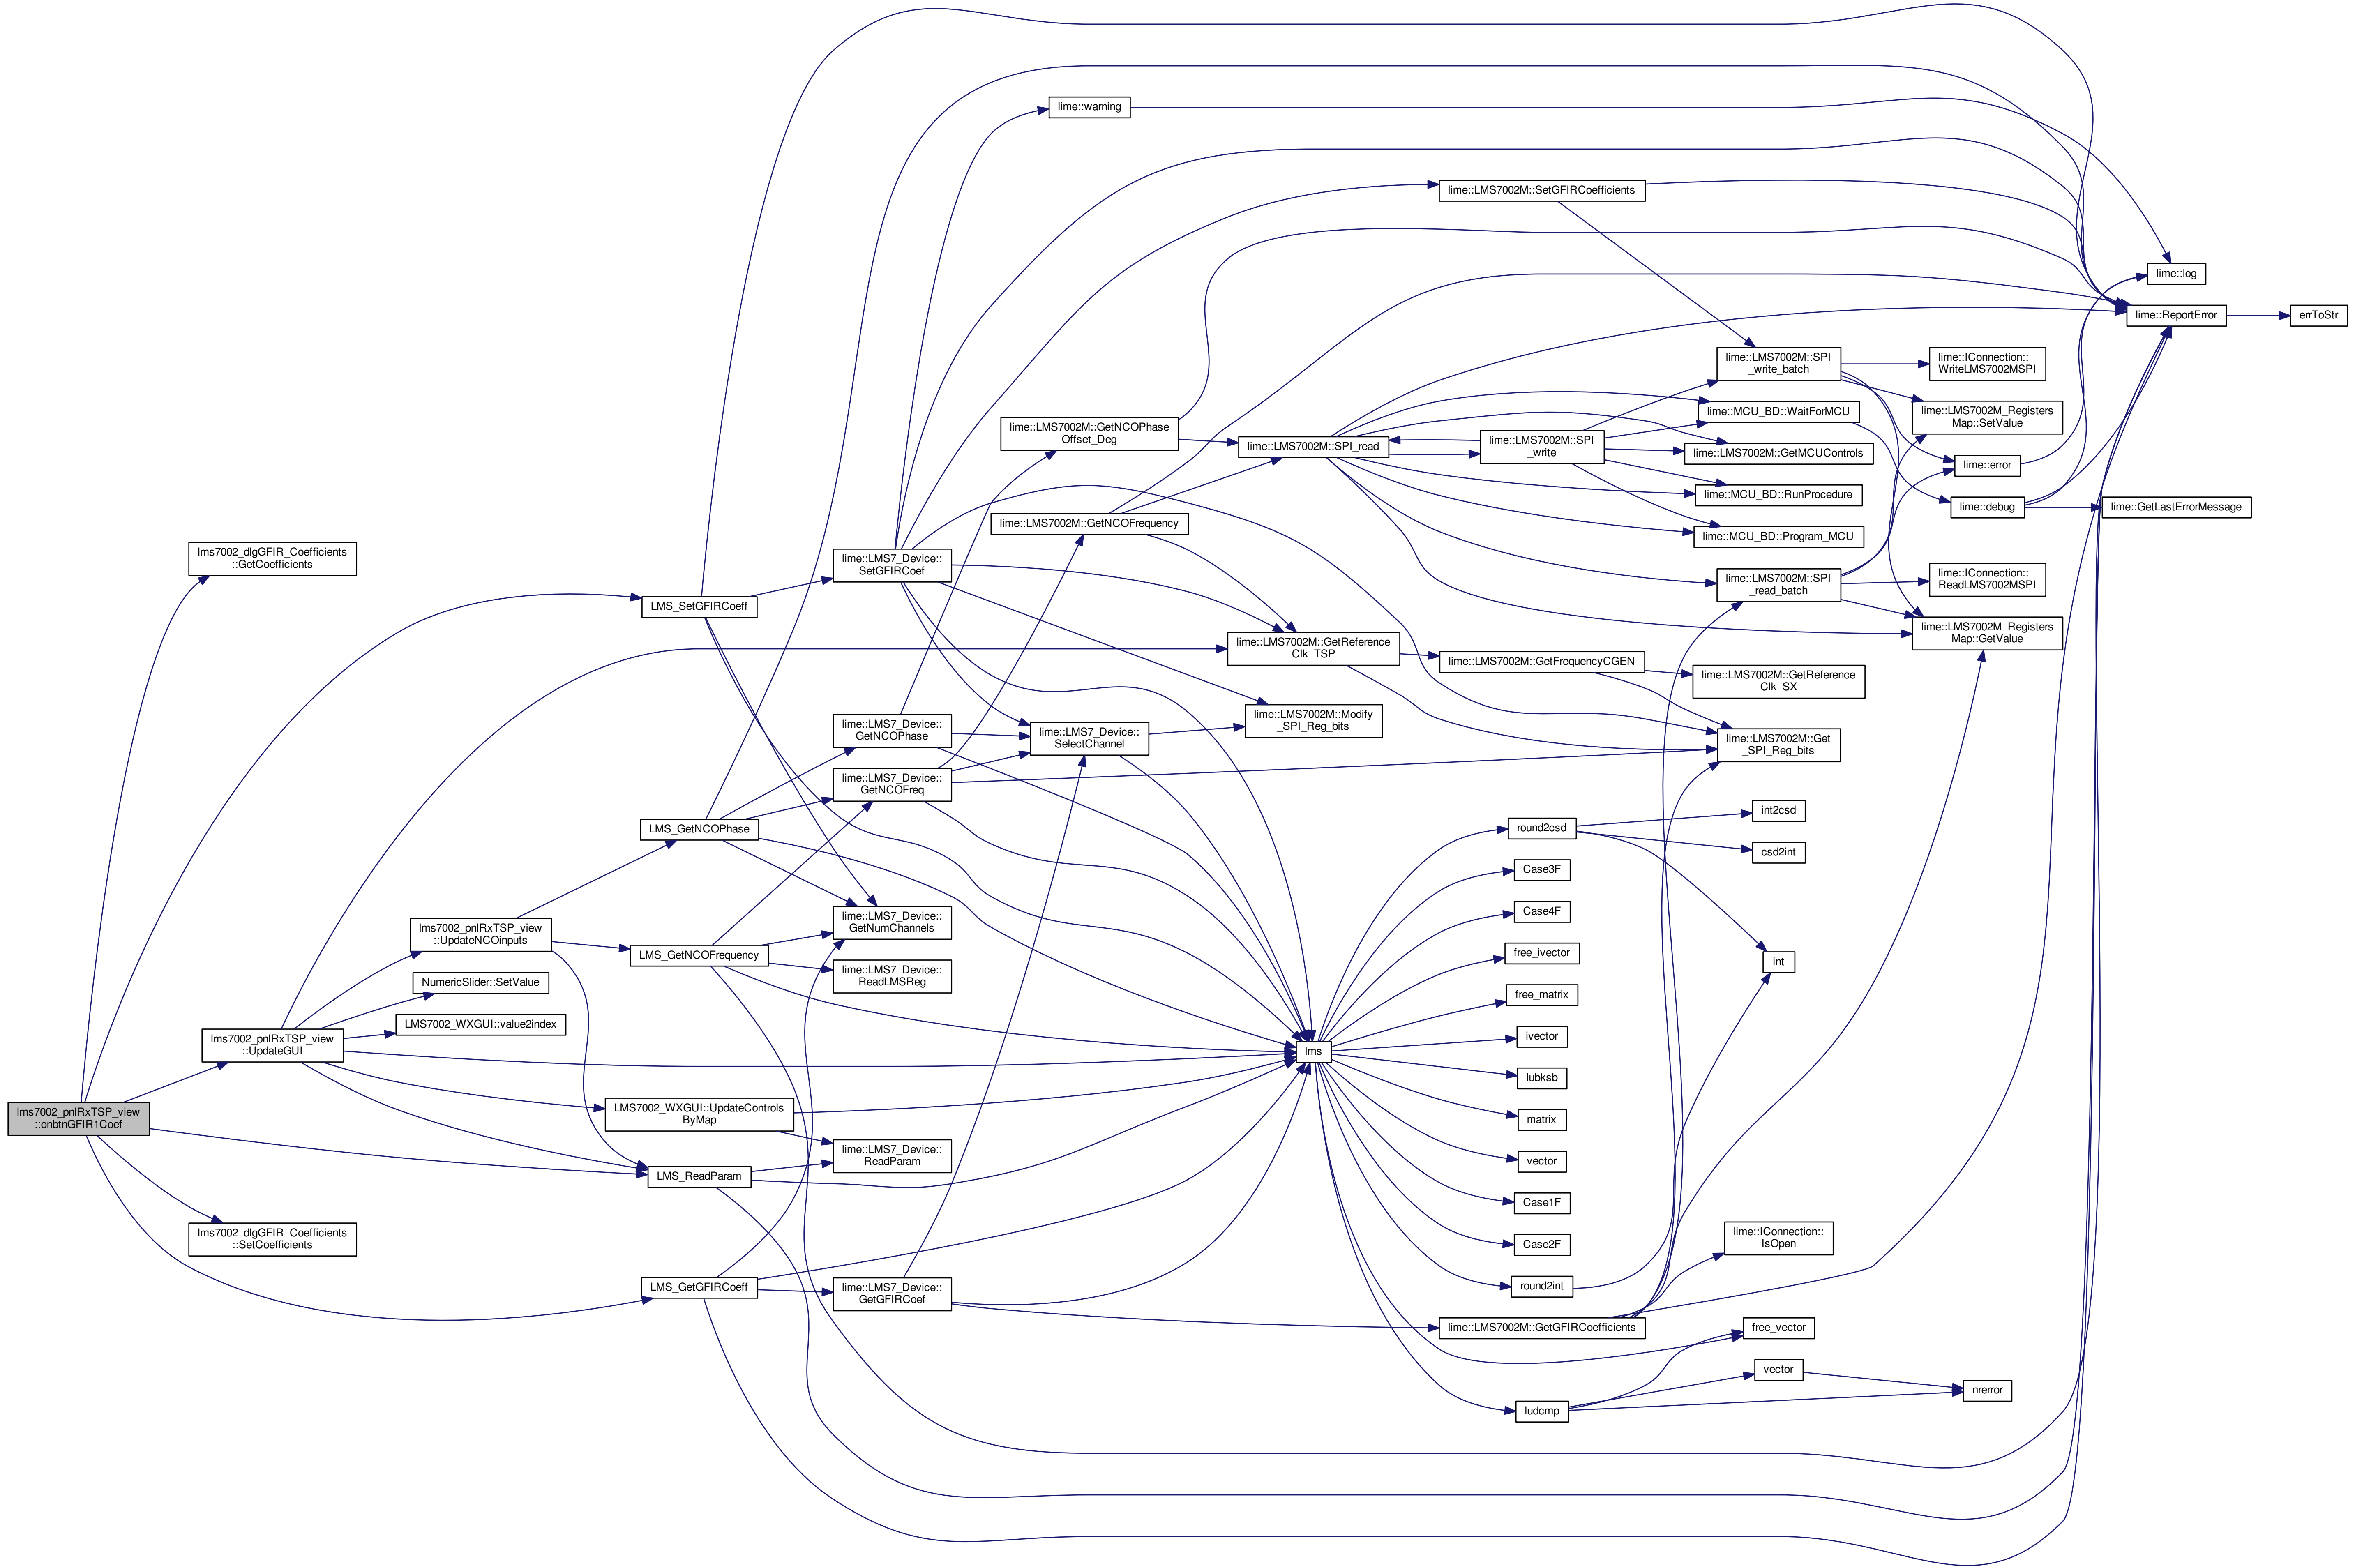 lime::warning
lime::LMS7002M::SetGFIRCoefficients
lime::log
lime::ReportError
errToStr
lime::LMS7002M::SPI
_write_batch
lime::IConnection::
WriteLMS7002MSPI
lime::MCU_BD::WaitForMCU
lime::LMS7002M_Registers
Map::SetValue
lime::LMS7002M::GetNCOPhase
Offset_Deg
lime::LMS7002M::SPI_read
lime::LMS7002M::SPI
_write
lime::LMS7002M::GetMCUControls
lime::error
lime::MCU_BD::RunProcedure
lime::debug
lime::GetLastErrorMessage
lime::LMS7002M::GetNCOFrequency
lime::MCU_BD::Program_MCU
lms7002_dlgGFIR_Coefficients
::GetCoefficients
lime::LMS7_Device::
SetGFIRCoef
lime::LMS7002M::SPI
_read_batch
lime::IConnection::
ReadLMS7002MSPI
LMS_SetGFIRCoeff
lime::LMS7002M::GetReference
Clk_TSP
lime::LMS7002M_Registers
Map::GetValue
lime::LMS7002M::GetFrequencyCGEN
lime::LMS7002M::GetReference
Clk_SX
lime::LMS7_Device::
GetNCOPhase
lime::LMS7_Device::
SelectChannel
lime::LMS7002M::Modify
_SPI_Reg_bits
lime::LMS7002M::Get
_SPI_Reg_bits
lime::LMS7_Device::
GetNCOFreq
LMS_GetNCOPhase
round2csd
int2csd
csd2int
Case3F
Case4F
lms7002_pnlRxTSP_view
::UpdateNCOinputs
lime::LMS7_Device::
GetNumChannels
LMS_GetNCOFrequency
free_ivector
int
NumericSlider::SetValue
lime::LMS7_Device::
ReadLMSReg
free_matrix
LMS7002_WXGUI::value2index
lms7002_pnlRxTSP_view
::UpdateGUI
lms
ivector
lubksb
lms7002_pnlRxTSP_view
::onbtnGFIR1Coef
LMS7002_WXGUI::UpdateControls
ByMap
matrix
lime::LMS7_Device::
ReadParam
vector
LMS_ReadParam
Case1F
lms7002_dlgGFIR_Coefficients
::SetCoefficients
Case2F
lime::IConnection::
IsOpen
LMS_GetGFIRCoeff
lime::LMS7_Device::
GetGFIRCoef
round2int
lime::LMS7002M::GetGFIRCoefficients
free_vector
vector
nrerror
ludcmp